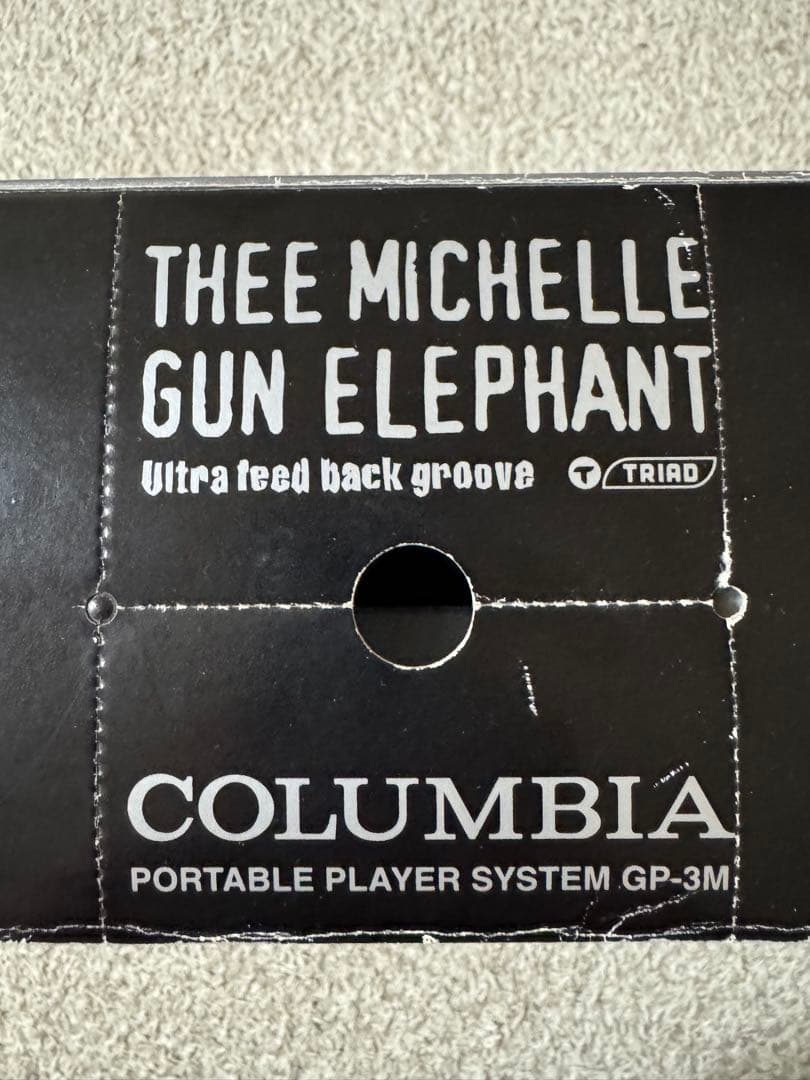 THEE MICHELLE
GUN ELEPHANT
Ultra feed back groove T TRIAD
COLUMBIA
PORTABLE PLAYER SYSTEM GP-3M